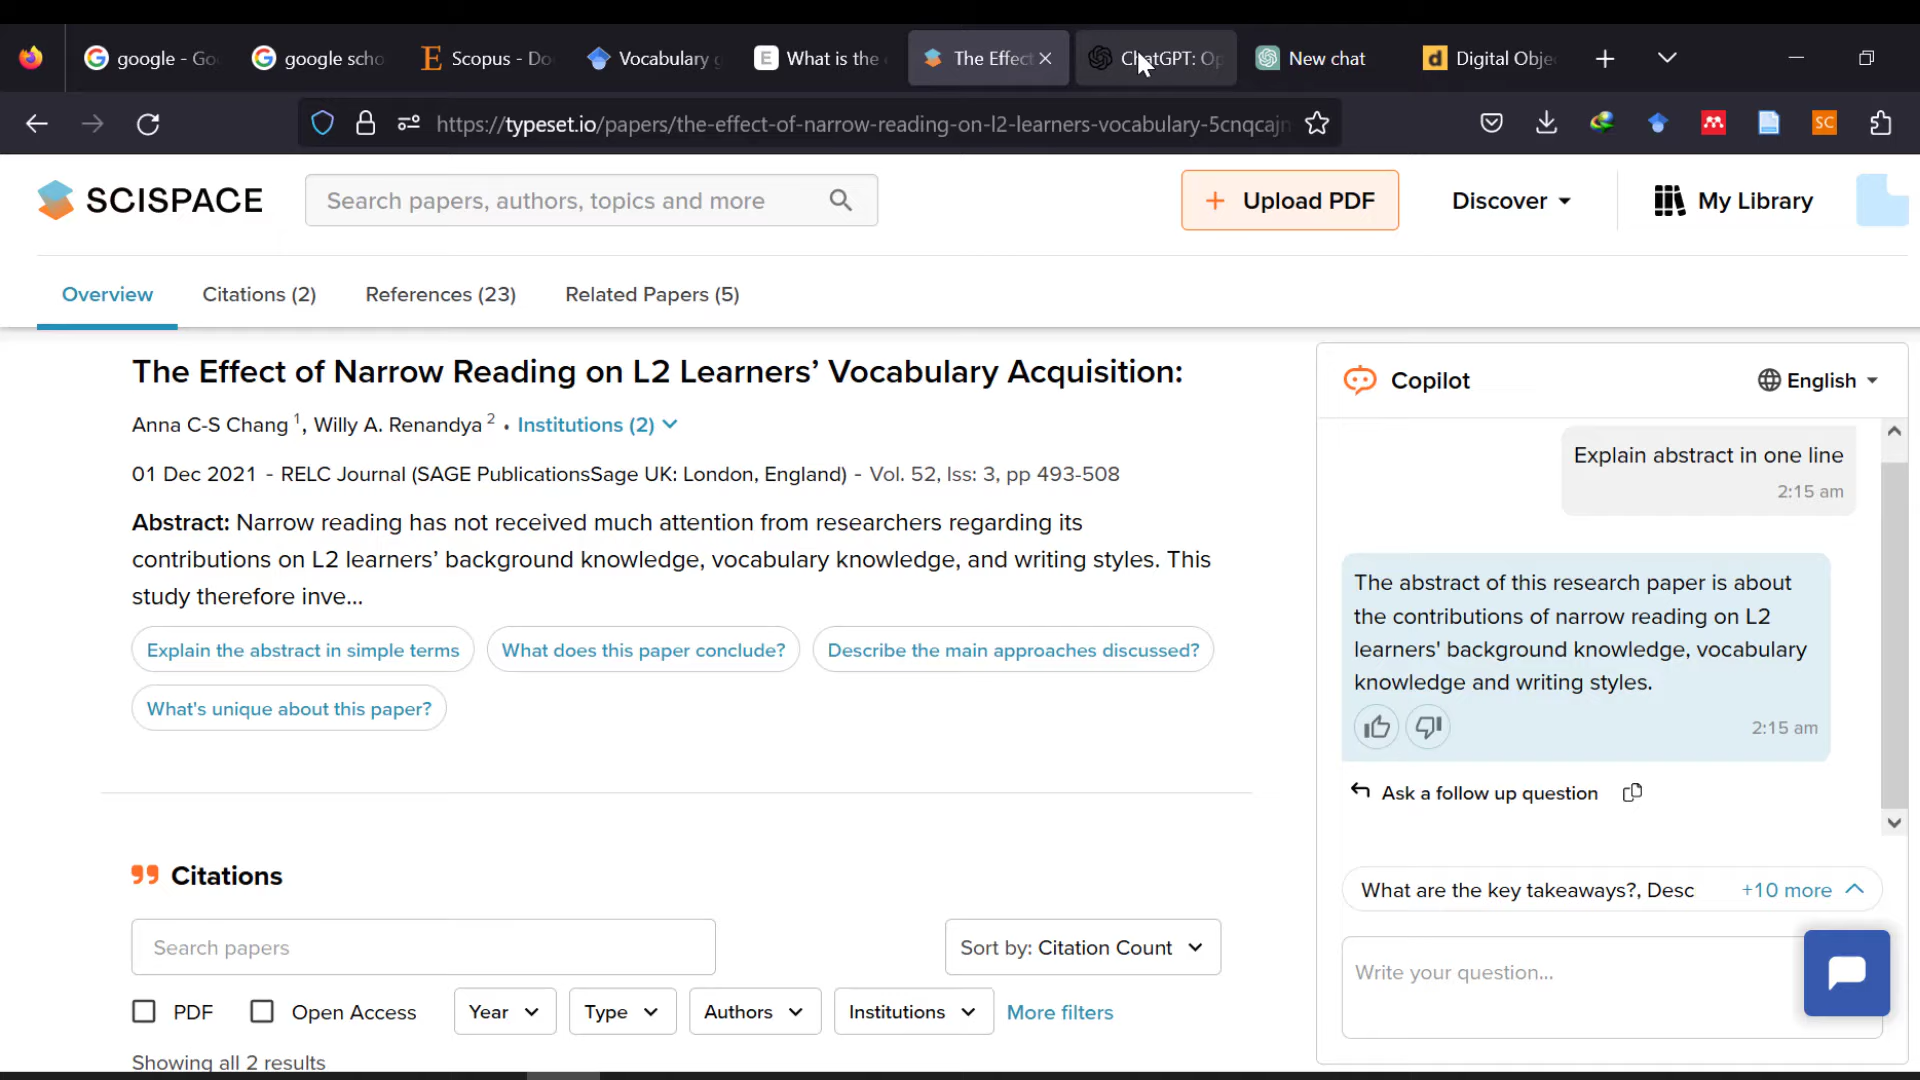 google - Go
google scho
Scopus - Do
Vocabulary g
What is the e
The Effect
ChatGPT: Op
New chat
Digital Obje
https://typeset.io/papers/the-effect-of-narrow-reading-on-l2-learners-vocabulary-5cnqcajn
SC
SCISPACE
Search papers, authors, topics and more
+ Upload PDF
Discover
My Library
Overview
Citations (2)
References (23)
Related Papers (5)
The Effect of Narrow Reading on L2 Learners’ Vocabulary Acquisition:
Anna C-S Chang 1, Willy A. Renandya 2 • Institutions (2)
01 Dec 2021 - RELC Journal (SAGE PublicationsSage UK: London, England) - Vol. 52, Iss: 3, pp 493-508
Abstract: Narrow reading has not received much attention from researchers regarding its
contributions on L2 learners’ background knowledge, vocabulary knowledge, and writing styles. This
study therefore inve...
Explain the abstract in simple terms
What does this paper conclude?
Describe the main approaches discussed?
What's unique about this paper?
Citations
Search papers
Sort by: Citation Count
PDF
Open Access
Year
Type
Authors
Institutions
More filters
Showing all 2 results
Copilot
English
Explain abstract in one line
2:15 am
The abstract of this research paper is about
the contributions of narrow reading on L2
learners' background knowledge, vocabulary
knowledge and writing styles.
2:15 am
Ask a follow up question
What are the key takeaways?, Desc
+10 more
Write your question...